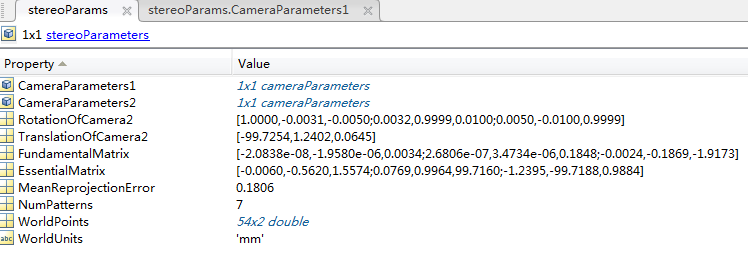 stereoParams stereoParams.CameraParameters1
1x1 stereoParameters
Property Value
CameraParameters1 1x1 cameraParameters
CameraParameters2 1x1 cameraParameters
RotationOfCamera2 [1.0000,-0.0031,-0.0050;0.0032,0.9999,0.0100;0.0050,-0.0100,0.9999]
TranslationOfCamera2 [-99.7254,1.2402,0.0645]
FundamentalMatrix [-2.0838e-08,-1.9580e-06,0.0034;2.6806e-07,3.4734e-06,0.1848;-0.0024,-0.1869,-1.9173]
EssentialMatrix [-0.0060,-0.5620,1.5574;0.0769,0.9964,99.7160;-1.2395,-99.7188,0.9884]
MeanReprojectionError 0.1806
NumPatterns 7
WorldPoints 54x2 double
abc WorldUnits 'mm'